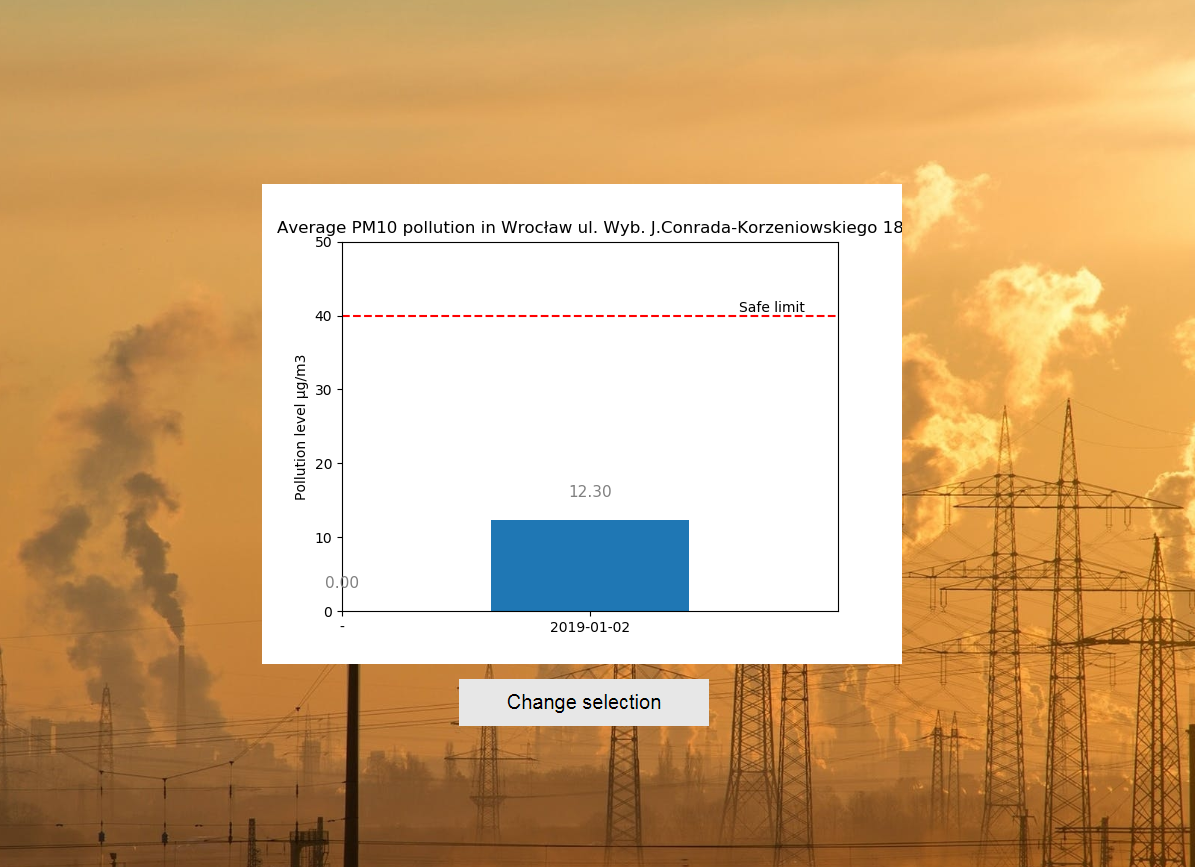 Average PM10 pollution in Wrocław ul. Wyb. J.Conrada-Korzeniowskiego 18
50
Safe limit
40
30
Pollution level µg/m3
20
12.30
10
0.00
0
-
2019-01-02
Change selection